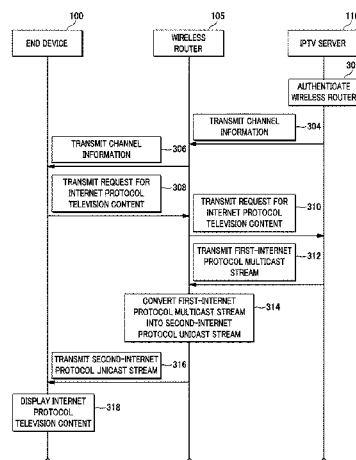 100
END DEVICE
105
WIRELESS
ROUTER
IPTV SERVER
AUTHENTICATE
WIRELESS ROUTER
TRANSMIT CHANNEL
INFORMATION
304
TRANSMIT CHANNEL
INFORMATION
306
TRANSMIT REQUEST FOR
INTERNET PROTOCOL
TELEVISION CONTENT
308
TRANSMIT REQUEST FOR
INTERNET PROTOCOL
TELEVISION CONTENT
310
TRANSMIT FIRST-INTERNET
PROTOCOL MULTICAST
STREAM
312
CONVERT FIRST-INTERNET
PROTOCOL MULTICAST STREAM
INTO SECOND-INTERNET
PROTOCOL UNICAST STREAM
314
TRANSMIT SECOND-INTERNET
PROTOCOL UNICAST STREAM
316
DISPLAY INTERNET
PROTOCOL
TELEVISION CONTENT
318